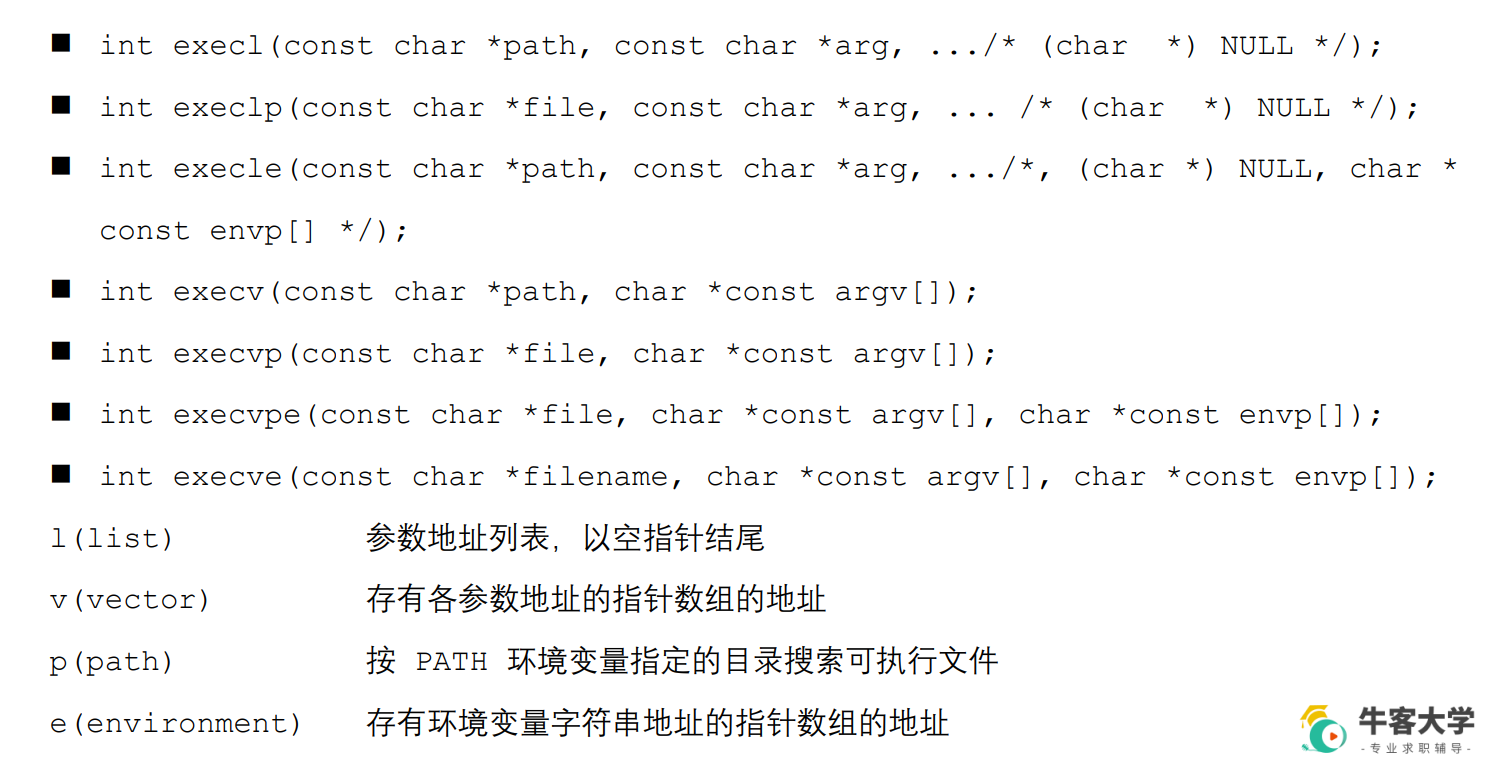 ■ int execl(const char *path, const char *arg, .../* (char  *) NULL */);
■ int execlp(const char *file, const char *arg, ... /* (char  *) NULL */);
■ int execle(const char *path, const char *arg, .../*, (char *) NULL, char *
const envp[] */);
■ int execv(const char *path, char *const argv[]);
■ int execvp(const char *file, char *const argv[]);
■ int execvpe(const char *file, char *const argv[], char *const envp[]);
■ int execve(const char *filename, char *const argv[], char *const envp[]);
l(list) 参数地址列表，以空指针结尾
v(vector) 存有各参数地址的指针数组的地址
p(path) 按 PATH 环境变量指定的目录搜索可执行文件
e(environment) 存有环境变量字符串地址的指针数组的地址
牛客大学
-专业求职辅导-